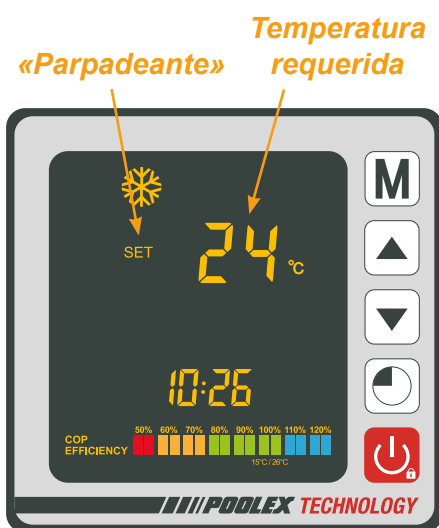 Temperatura
«Parpadeante» requerida
M
SET 24 °C
10:26
50% 60% 70% 80% 90% 100% 110% 120%
COP
EFFICIENCY
15°C / 26°C
POOLEX TECHNOLOGY